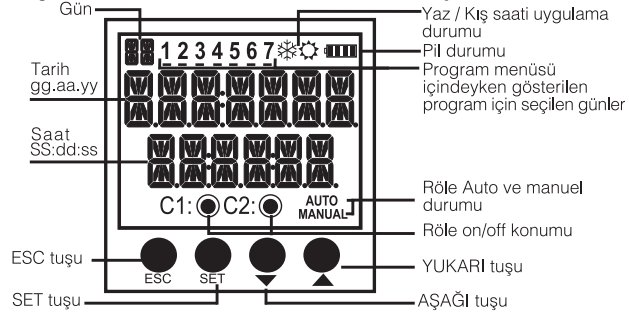 Gün
1 2 3 4 5 6 7
Yaz / Kış saati uygulama
durumu
Pil durumu
Program menüsü
içindeyken gösterilen
program için seçilen günler
Tarih
gg.aa.yy
Saat
SS:dd:ss
C1: C2: AUTO
MANUAL
Röle Auto ve manuel
durumu
Röle on/off konumu
ESC tuşu
ESC SET
YUKARI tuşu
SET tuşu
AŞAĞI tuşu